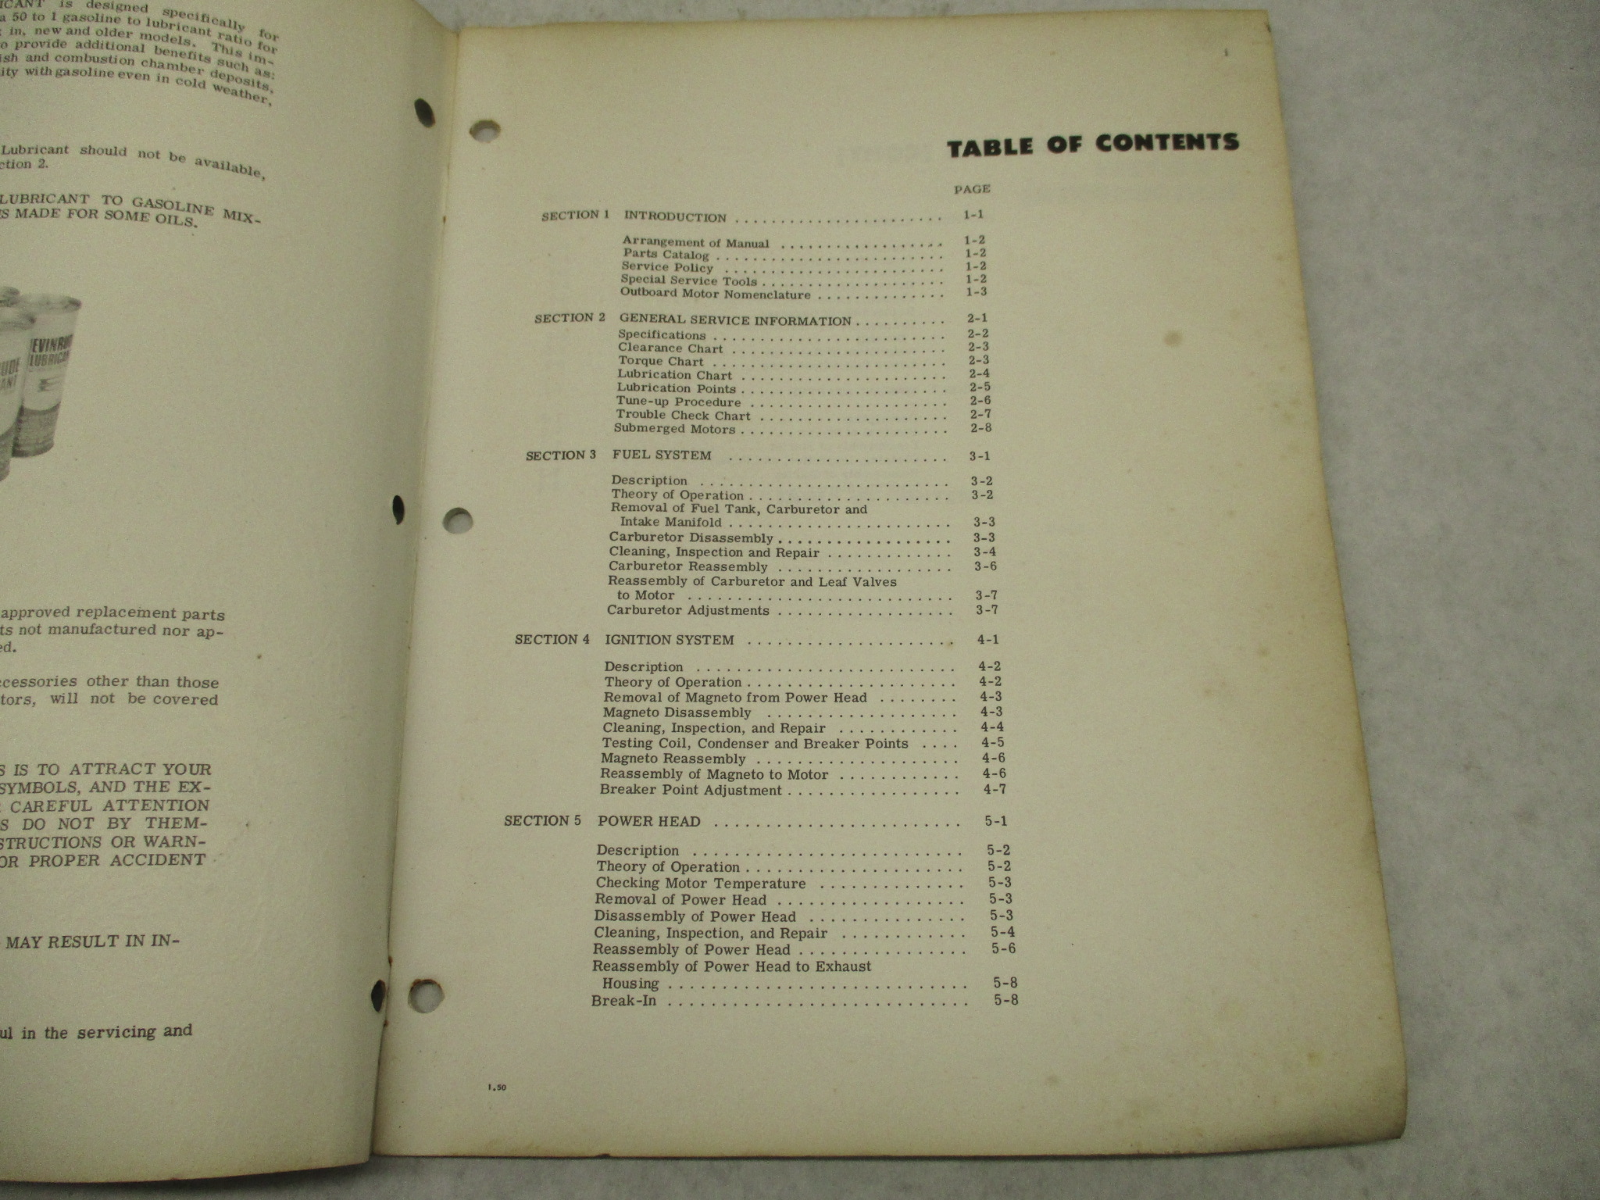 ICANT is designed specifically for
a 50 to 1 gasoline to lubricant ratio for
in, new and older models. This im-
o provide additional benefits such as:
ish and combustion chamber deposits,
ity with gasoline even in cold weather,
Lubricant should not be available,
ction 2.
LUBRICANT TO GASOLINE MIX-
S MADE FOR SOME OILS.
EVINRU
LUBRICA
UDE
ANT
approved replacement parts
ts not manufactured nor ap-
ed.
ccessories other than those
tors, will not be covered
S IS TO ATTRACT YOUR
SYMBOLS, AND THE EX-
CAREFUL ATTENTION
S DO NOT BY THEM-
STRUCTIONS OR WARN-
OR PROPER ACCIDENT
MAY RESULT IN IN-
ul in the servicing and
1
TABLE OF CONTENTS
PAGE
SECTION 1 INTRODUCTION . . . . . . . . . . . . . . . . . . . . . . . 1-1
Arrangement of Manual . . . . . . . . . . . . . . . . . . 1-2
Parts Catalog . . . . . . . . . . . . . . . . . . . . . . . . . 1-2
Service Policy . . . . . . . . . . . . . . . . . . . . . . . . 1-2
Special Service Tools . . . . . . . . . . . . . . . . . . . . 1-2
Outboard Motor Nomenclature . . . . . . . . . . . . . . 1-3
SECTION 2 GENERAL SERVICE INFORMATION . . . . . . . . . . 2-1
Specifications . . . . . . . . . . . . . . . . . . . . . . . . . 2-2
Clearance Chart . . . . . . . . . . . . . . . . . . . . . . . 2-3
Torque Chart . . . . . . . . . . . . . . . . . . . . . . . . . 2-3
Lubrication Chart . . . . . . . . . . . . . . . . . . . . . . 2-4
Lubrication Points . . . . . . . . . . . . . . . . . . . . . . 2-5
Tune-up Procedure . . . . . . . . . . . . . . . . . . . . . 2-6
Trouble Check Chart . . . . . . . . . . . . . . . . . . . . 2-7
Submerged Motors . . . . . . . . . . . . . . . . . . . . . . 2-8
SECTION 3 FUEL SYSTEM . . . . . . . . . . . . . . . . . . . . . . . 3-1
Description . . . . . . . . . . . . . . . . . . . . . . . . . . 3-2
Theory of Operation . . . . . . . . . . . . . . . . . . . . . 3-2
Removal of Fuel Tank, Carburetor and
Intake Manifold . . . . . . . . . . . . . . . . . . . . . . . 3-3
Carburetor Disassembly . . . . . . . . . . . . . . . . . . 3-3
Cleaning, Inspection and Repair . . . . . . . . . . . . . 3-4
Carburetor Reassembly . . . . . . . . . . . . . . . . . . 3-6
Reassembly of Carburetor and Leaf Valves
to Motor . . . . . . . . . . . . . . . . . . . . . . . . . . . 3-7
Carburetor Adjustments . . . . . . . . . . . . . . . . . . 3-7
SECTION 4 IGNITION SYSTEM . . . . . . . . . . . . . . . . . . . . . 4-1
Description . . . . . . . . . . . . . . . . . . . . . . . . . . . 4-2
Theory of Operation . . . . . . . . . . . . . . . . . . . . . . 4-2
Removal of Magneto from Power Head . . . . . . . . 4-3
Magneto Disassembly . . . . . . . . . . . . . . . . . . . . 4-3
Cleaning, Inspection, and Repair . . . . . . . . . . . . 4-4
Testing Coil, Condenser and Breaker Points . . . . 4-5
Magneto Reassembly . . . . . . . . . . . . . . . . . . . . . 4-6
Reassembly of Magneto to Motor . . . . . . . . . . . . 4-6
Breaker Point Adjustment . . . . . . . . . . . . . . . . . . 4-7
SECTION 5 POWER HEAD . . . . . . . . . . . . . . . . . . . . . . . . 5-1
Description . . . . . . . . . . . . . . . . . . . . . . . . . . 5-2
Theory of Operation . . . . . . . . . . . . . . . . . . . . . 5-2
Checking Motor Temperature . . . . . . . . . . . . . . 5-3
Removal of Power Head . . . . . . . . . . . . . . . . . . 5-3
Disassembly of Power Head . . . . . . . . . . . . . . . 5-3
Cleaning, Inspection, and Repair . . . . . . . . . . . . 5-4
Reassembly of Power Head . . . . . . . . . . . . . . . . 5-6
Reassembly of Power Head to Exhaust
Housing . . . . . . . . . . . . . . . . . . . . . . . . . . . . 5-8
Break-In . . . . . . . . . . . . . . . . . . . . . . . . . . . . 5-8
1.50